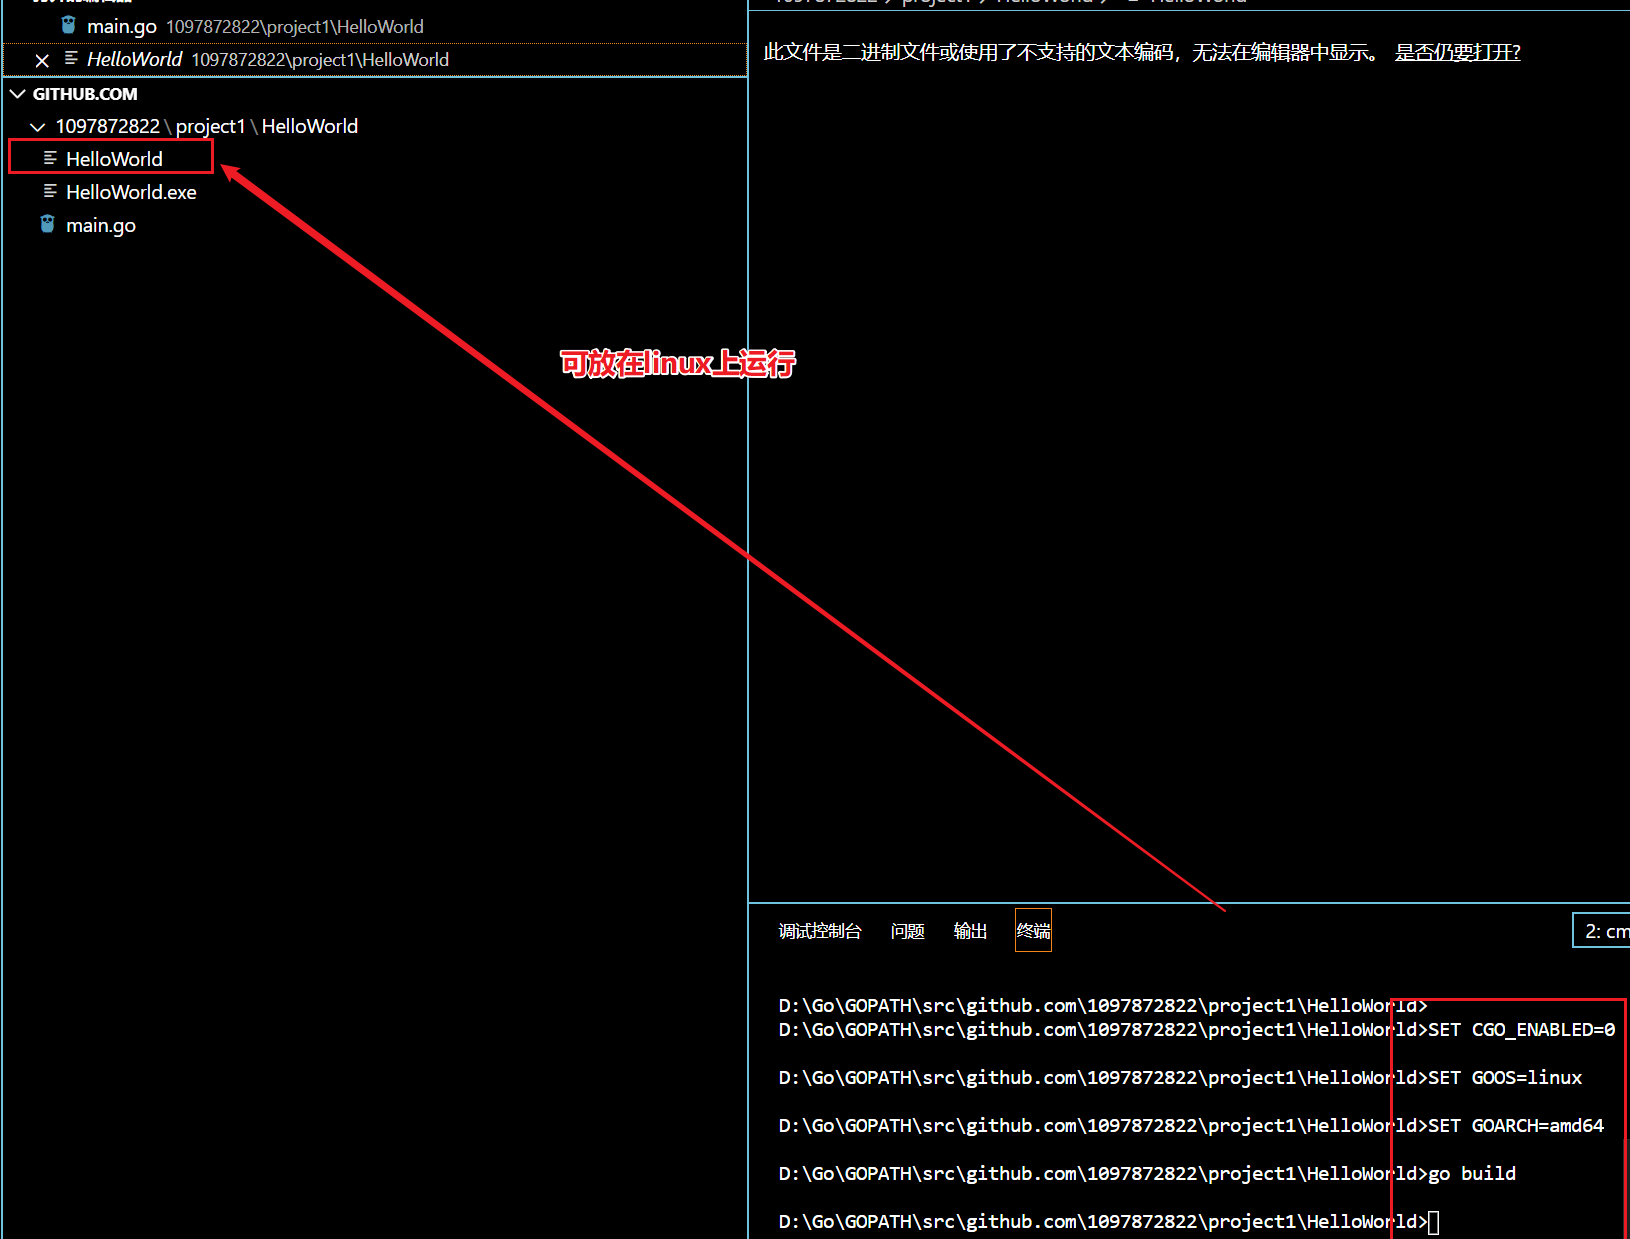 main.go 1097872822\project1\HelloWorld
HelloWorld 1097872822\project1\HelloWorld
GITHUB.COM
1097872822 \ project1 \ HelloWorld
HelloWorld
HelloWorld.exe
main.go
此文件是二进制文件或使用了不支持的文本编码，无法在编辑器中显示。 是否仍要打开?
可放在linux上运行
调试控制台 问题 输出 终端
2: cm
D:\Go\GOPATH\src\github.com\1097872822\project1\HelloWorld>
D:\Go\GOPATH\src\github.com\1097872822\project1\HelloWorld>SET CGO_ENABLED=0
D:\Go\GOPATH\src\github.com\1097872822\project1\HelloWorld>SET GOOS=linux
D:\Go\GOPATH\src\github.com\1097872822\project1\HelloWorld>SET GOARCH=amd64
D:\Go\GOPATH\src\github.com\1097872822\project1\HelloWorld>go build
D:\Go\GOPATH\src\github.com\1097872822\project1\HelloWorld>